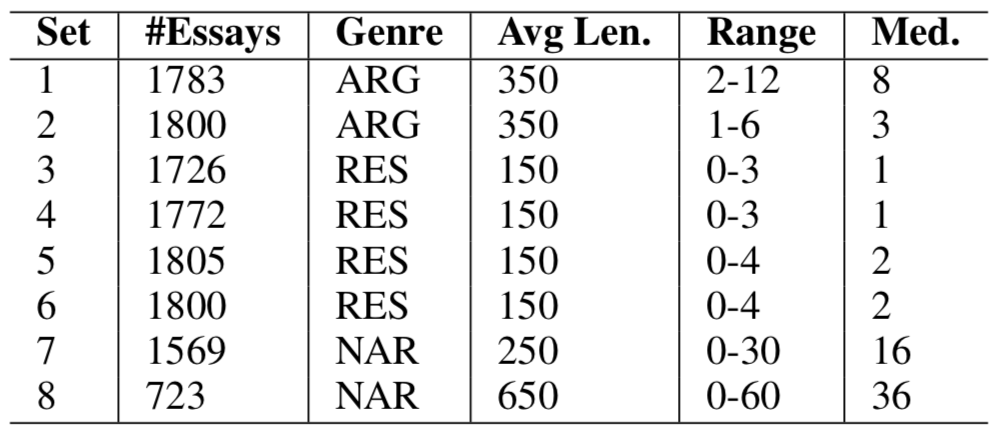 Set #Essays Genre Avg Len. Range Med.
1 1783 ARG 350 2-12 8
2 1800 ARG 350 1-6 3
3 1726 RES 150 0-3 1
4 1772 RES 150 0-3 1
5 1805 RES 150 0-4 2
6 1800 RES 150 0-4 2
7 1569 NAR 250 0-30 16
8 723 NAR 650 0-60 36